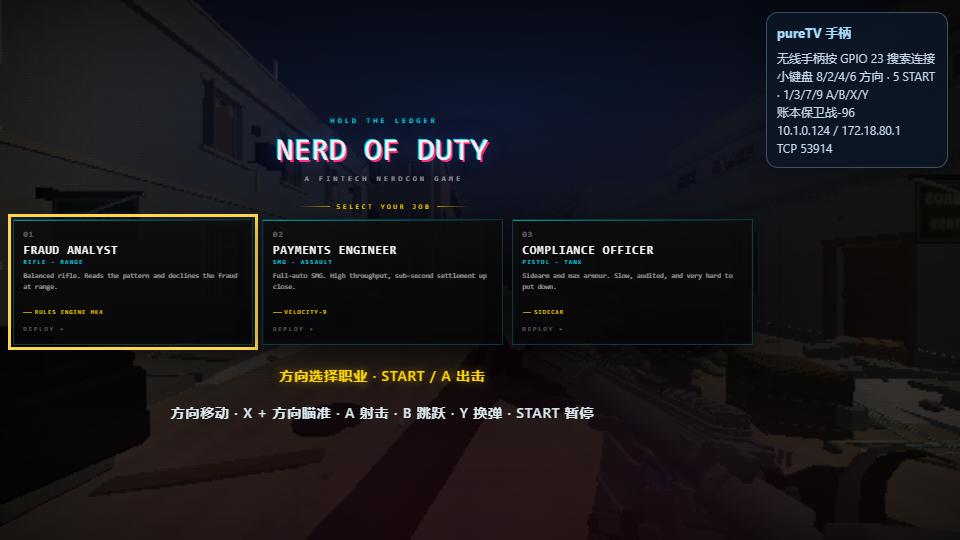 pureTV 手柄
无线手柄按 GPIO 23 搜索连接
小键盘 8/2/4/6 方向 · 5 START
· 1/3/7/9 A/B/X/Y
账本保卫战-96
10.1.0.124 / 172.18.80.1
TCP 53914
HOLD THE LEDGER
NERD OF DUTY
A FINTECH NERDCON GAME
SELECT YOUR JOB
01
FRAUD ANALYST
RIFLE · RANGE
Balanced rifle. Reads the pattern and declines the fraud
at range.
RULES ENGINE MK4
DEPLOY ▸
02
PAYMENTS ENGINEER
SMG · ASSAULT
Full-auto SMG. High throughput, sub-second settlement up
close.
VELOCITY-9
DEPLOY ▸
03
COMPLIANCE OFFICER
PISTOL · TANK
Sidearm and max armour. Slow, audited, and very hard to
put down.
SIDECAR
DEPLOY ▸
方向选择职业 · START / A 出击
方向移动 · X + 方向瞄准 · A 射击 · B 跳跃 · Y 换弹 · START 暂停